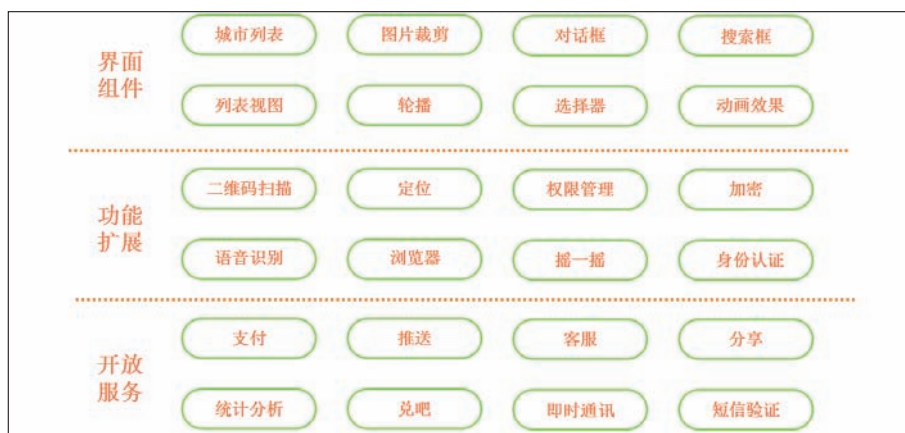 界面
组件
城市列表 图片裁剪 对话框 搜索框
列表视图 轮播 选择器 动画效果
功能
扩展
二维码扫描 定位 权限管理 加密
语音识别 浏览器 摇一摇 身份认证
开放
服务
支付 推送 客服 分享
统计分析 兑吧 即时通讯 短信验证